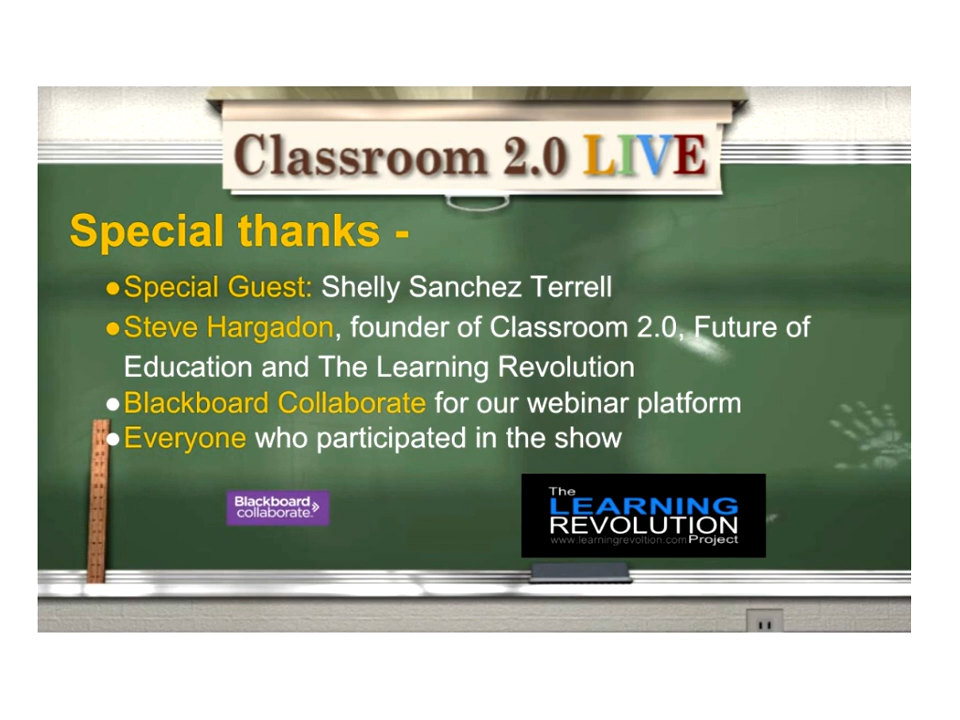 Classroom 2.0 LIVE
Special thanks -
●Special Guest: Shelly Sanchez Terrell
●Steve Hargadon, founder of Classroom 2.0, Future of
Education and The Learning Revolution
●Blackboard Collaborate for our webinar platform
●Everyone who participated in the show
Blackboard
collaborate
The
LEARNING
REVOLUTION
www.learningrevoltion.com Project